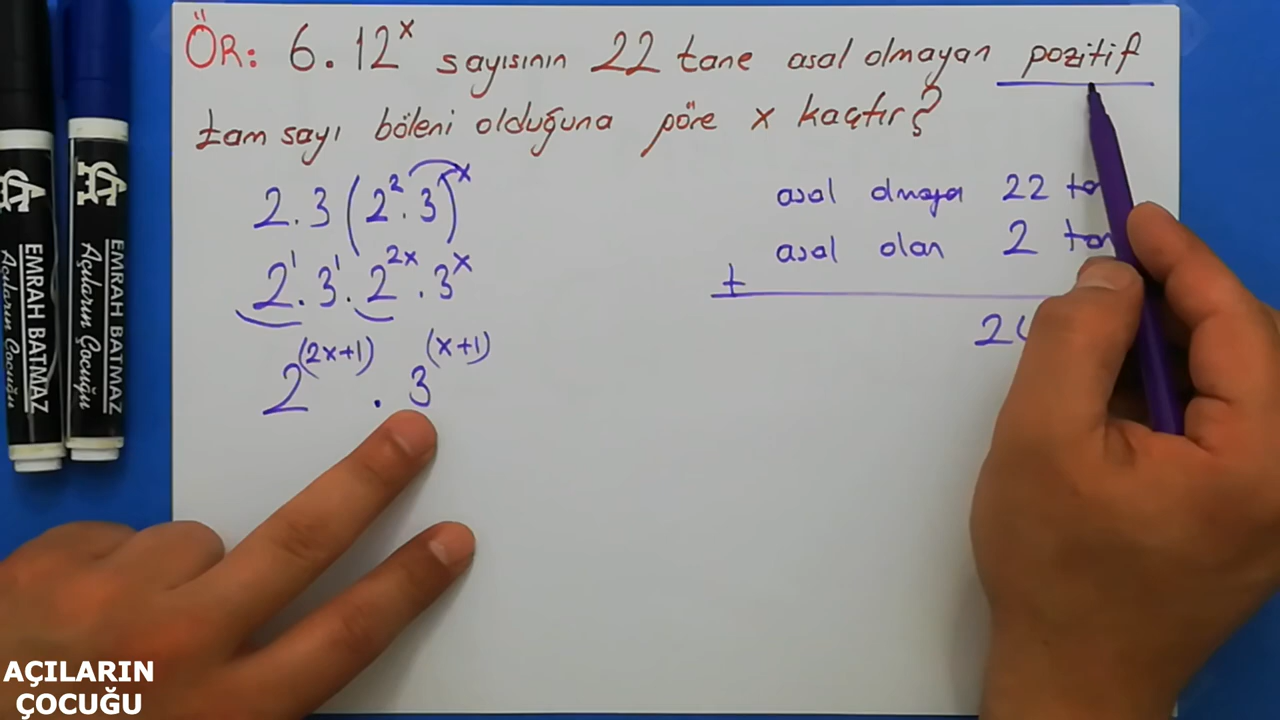 ÖR: 6.12^x sayısının 22 tane asal olmayan pozitif
tam sayı böleni olduğuna göre x kaçtır?
2.3(2^2.3)^x
2^1.3^1.2^2x.3^x
2^(2x+1).3^(x+1)
asal olmayan 22
asal olan 2
+
EMRAH BATMAZ
Açıların Çocuğu
EMRAH BATMAZ
Açıların Çocuğu
AÇILARIN
ÇOCUĞU